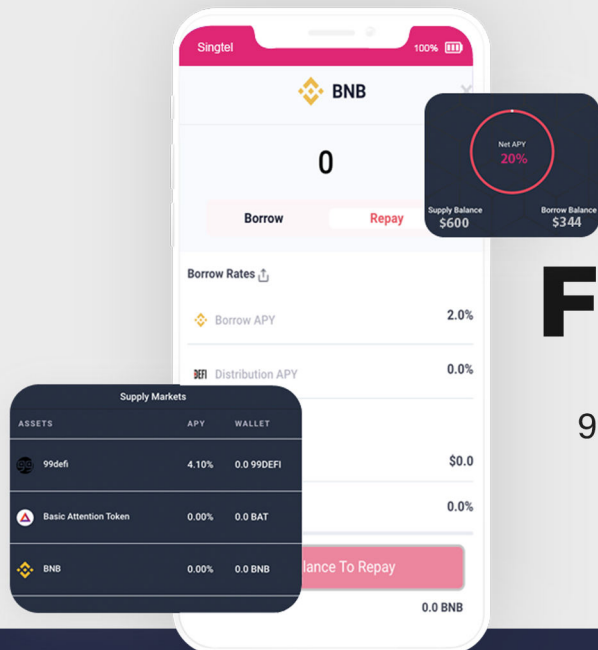 Singtel 100%
BNB
0
Borrow Repay
Net APY
20%
Supply Balance Borrow Balance
$600 $344
Borrow Rates
Borrow APY 2.0%
DEFI Distribution APY 0.0%
$0.0
0.0%
lance To Repay
0.0 BNB
Supply Markets
ASSETS APY WALLET
99defi 4.10% 0.0 99DEFI
Basic Attention Token 0.00% 0.0 BAT
BNB 0.00% 0.0 BNB
F
9